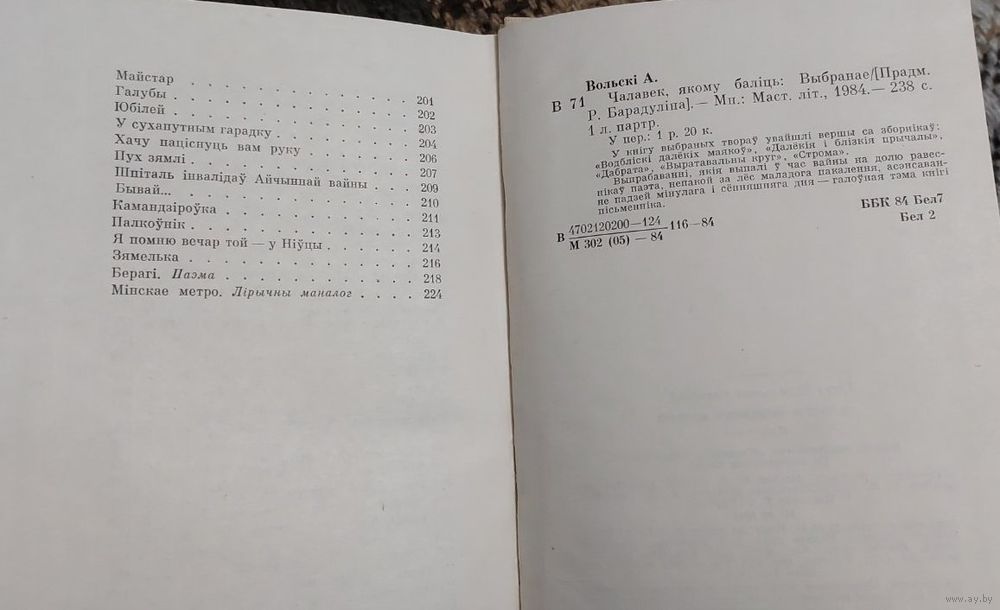 Майстар . . . . . . . . . . . . . 201
Галубы . . . . . . . . . . . . . 202
Юбілей . . . . . . . . . . . . . 203
У сухапутным гарадку . . . . . . . . 204
Хачу паціснуць вам руку . . . . . . . 206
Пух зямлі . . . . . . . . . . . . 207
Шпіталь інвалідаў Айчыннай вайны . . . . 209
Бывай... . . . . . . . . . . . . 210
Камандзіроўка . . . . . . . . . . . 211
Палкоўнік . . . . . . . . . . . . 213
Я помню вечар той — у Ніўцы . . . . . . 214
Зямелька . . . . . . . . . . . . 216
Берагі. Паэма . . . . . . . . . . . 218
Мінскае метро. Лірычны маналог . . . . 224
Вольскі А.
В 71 Чалавек, якому баліць: Выбранае/[Прадм.
Р. Барадуліна].— Мн.: Маст. літ., 1984.— 238 с.
1 л. партр.
У пер.: 1 р. 20 к.
У кнігу выбраных твораў увайшлі вершы са зборнікаў:
«Водбліскі далёкіх маякоў», «Далёкія і блізкія прычалы»,
«Дабрата», «Выратавальны круг», «Строма».
Выпрабаванні, якія выпалі ў час вайны на долю равес-
нікаў паэта, неспакой за лёс маладога пакалення, асэнсаван-
не падзей мінулага і сённяшняга дня — галоўная тэма кнігі
пісьменніка.
В 4702120200—124 116—84
М 302 (05) — 84
ББК 84 Бел7
Бел 2
www.ay.by